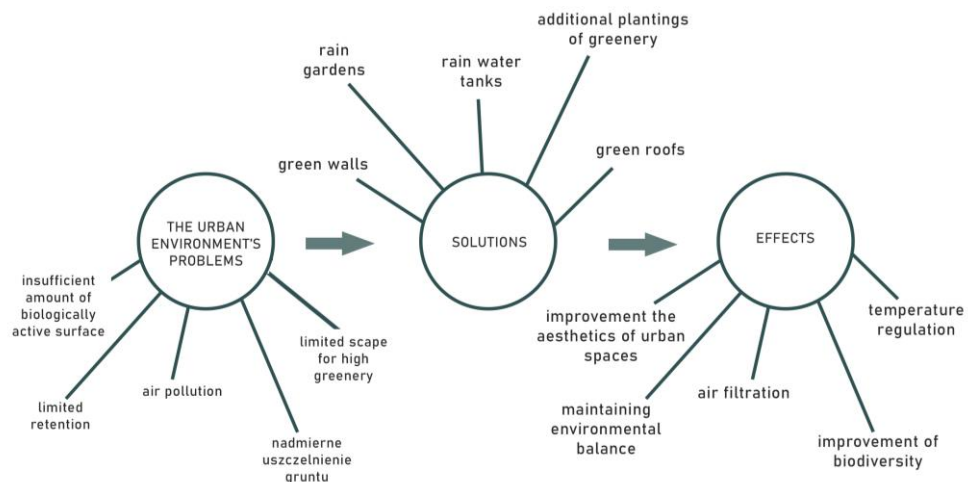 additional plantings
of greenery
rain
gardens
rain water
tanks
green walls
green roofs
THE URBAN
ENVIRONMENT'S
PROBLEMS
SOLUTIONS
EFFECTS
insufficient
amount of
biologically
active surface
limited
retention
air pollution
nadmierne
uszczelnienie
gruntu
limited scape
for high
greenery
improvement the
aesthetics of urban
spaces
maintaining
environmental
balance
air filtration
improvement of
biodiversity
temperature
regulation